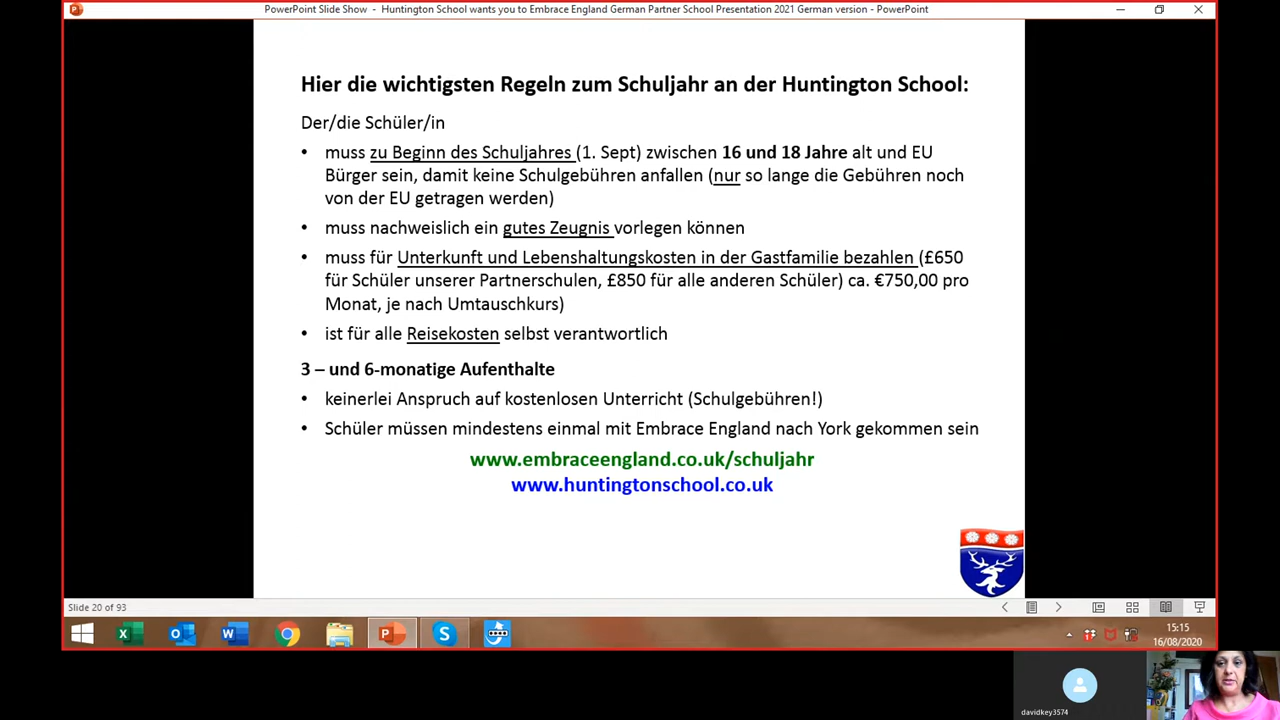 PowerPoint Slide Show - Huntington School wants you to Embrace England German Partner School Presentation 2021 German version - PowerPoint
Hier die wichtigsten Regeln zum Schuljahr an der Huntington School:
Der/die Schüler/in
• muss zu Beginn des Schuljahres (1. Sept) zwischen 16 und 18 Jahre alt und EU
Bürger sein, damit keine Schulgebühren anfallen (nur so lange die Gebühren noch
von der EU getragen werden)
• muss nachweislich ein gutes Zeugnis vorlegen können
• muss für Unterkunft und Lebenshaltungskosten in der Gastfamilie bezahlen (£650
für Schüler unserer Partnerschulen, £850 für alle anderen Schüler) ca. €750,00 pro
Monat, je nach Umtauschkurs)
• ist für alle Reisekosten selbst verantwortlich
3 – und 6-monatige Aufenthalte
• keinerlei Anspruch auf kostenlosen Unterricht (Schulgebühren!)
• Schüler müssen mindestens einmal mit Embrace England nach York gekommen sein
www.embraceengland.co.uk/schuljahr
www.huntingtonschool.co.uk
Slide 20 of 93
15:15
16/08/2020
davidkey3574